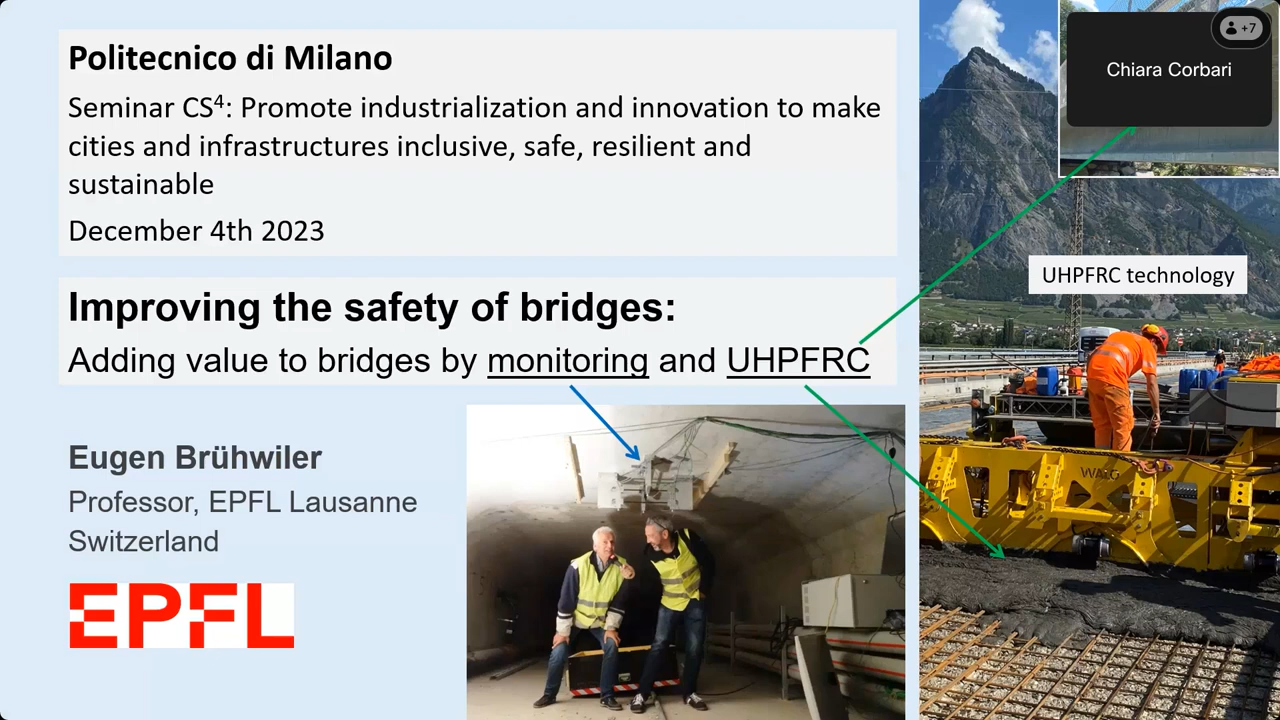 Politecnico di Milano
Seminar CS⁴: Promote industrialization and innovation to make
cities and infrastructures inclusive, safe, resilient and
sustainable
December 4th 2023
Improving the safety of bridges:
Adding value to bridges by monitoring and UHPFRC
Eugen Brühwiler
Professor, EPFL Lausanne
Switzerland
EPFL
+7
Chiara Corbari
UHPFRC technology
WALO